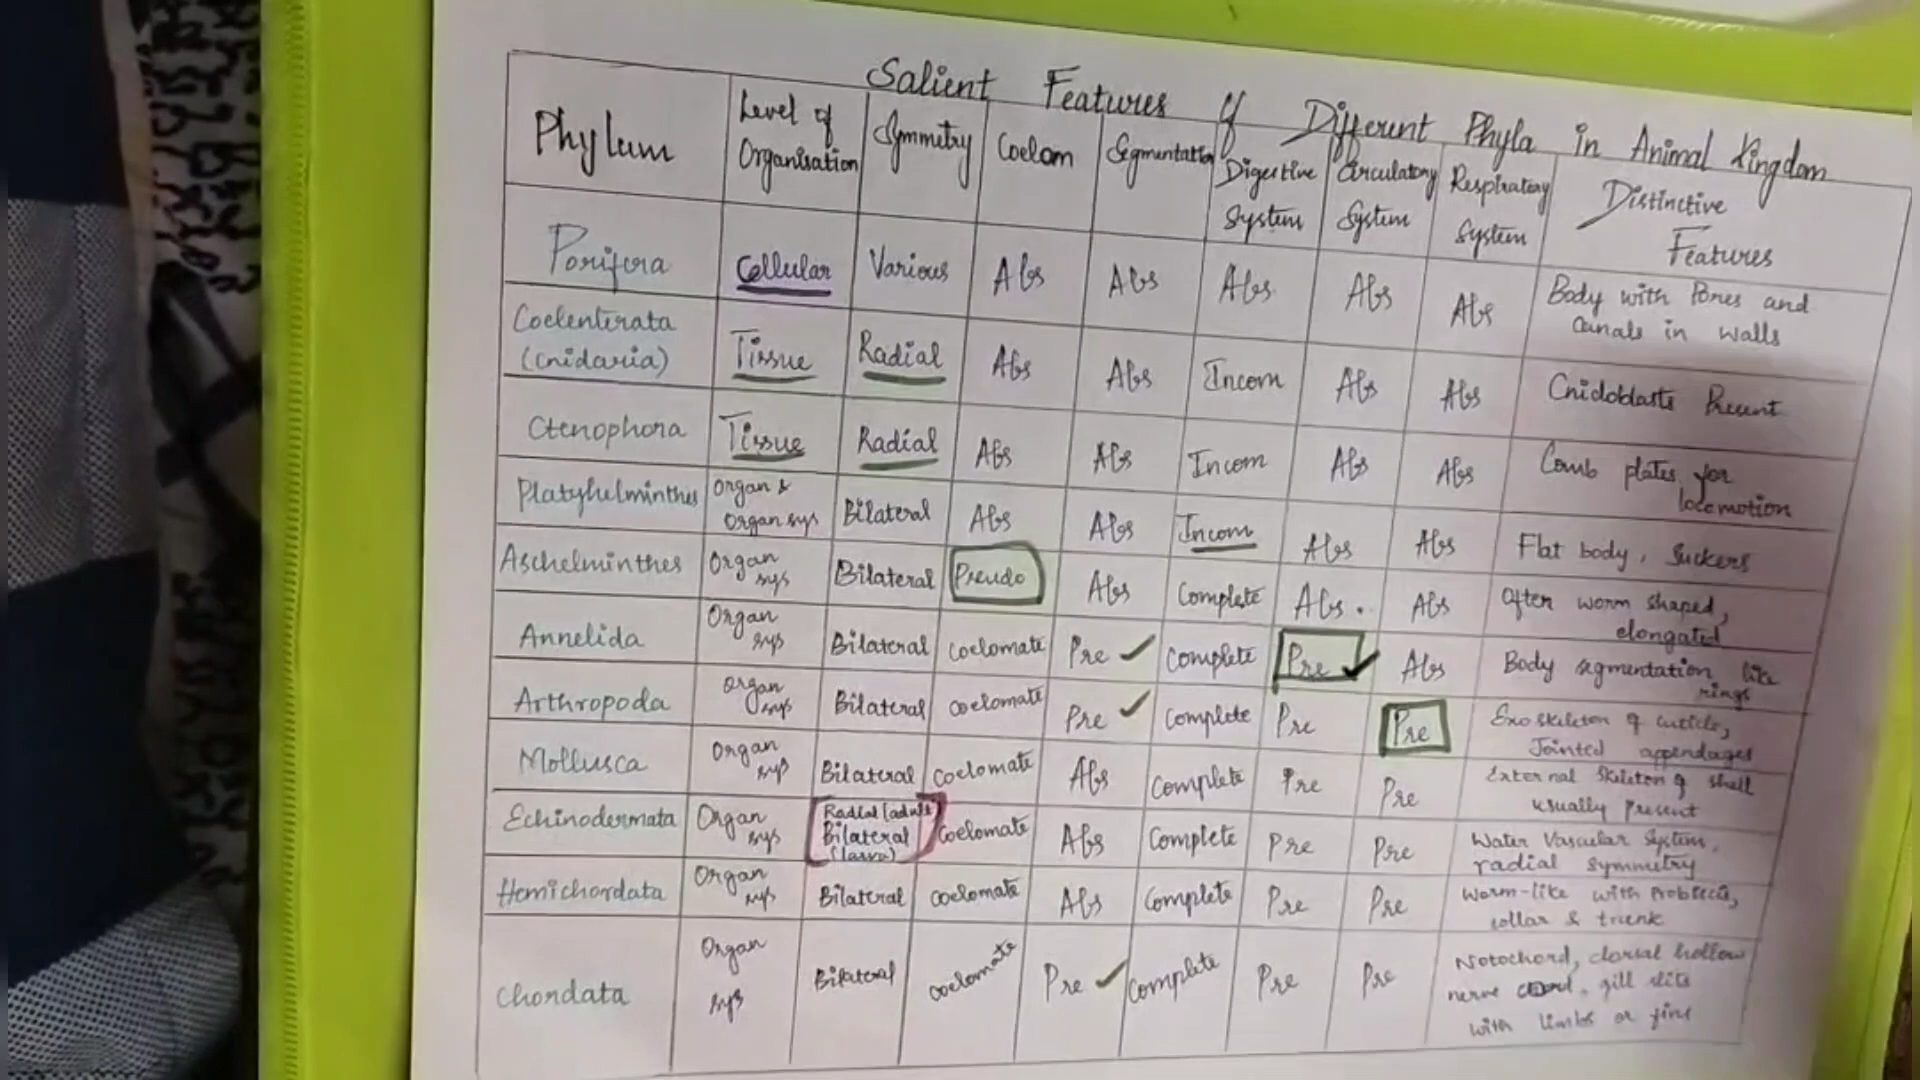 Salient Features of Different Phyla in Animal Kingdom
Phylum
Level of
Organisation
Symmetry
Coelom
Segmentation
Digestive
System
Circulatory
System
Respiratory
System
Distinctive
Features
Porifera
Cellular
Various
Abs
Abs
Abs
Abs
Abs
Body with Pores and
Canals in walls
Coelenterata
(Cnidaria)
Tissue
Radial
Abs
Abs
Incom
Abs
Abs
Cnidoblasts Present
Ctenophora
Tissue
Radial
Abs
Abs
Incom
Abs
Abs
Comb plates for
locomotion
Platyhelminthes
Organ &
Organ sys
Bilateral
Abs
Abs
Incom
Abs
Abs
Flat body, Suckers
Aschelminthes
Organ
sys
Bilateral
Pseudo
Abs
Complete
Abs.
Abs
Often worm shaped,
elongated
Annelida
Organ
sys
Bilateral
Coelomate
Pre ✓
Complete
Pre ✓
Abs
Body segmentation like
rings
Arthropoda
Organ
sys
Bilateral
Coelomate
Pre ✓
Complete
Pre
Pre
Exoskeleton of cuticle,
Jointed appendages
Mollusca
Organ
sys
Bilateral
Coelomate
Abs
Complete
Pre
Pre
External Skeleton of shell
usually present
Echinodermata
Organ
sys
Radial (adult
Bilateral
(larva)
Coelomate
Abs
Complete
Pre
Pre
Water Vascular System,
radial symmetry
Hemichordata
Organ
sys
Bilateral
Coelomate
Abs
Complete
Pre
Pre
Worm-like with Probscis,
collar & trunk
Chordata
Organ
sys
Bilateral
Coelomate
Pre ✓
Complete
Pre
Pre
Notochord, dorsal hollow
nerve cord, gill slits
with limbs or fins